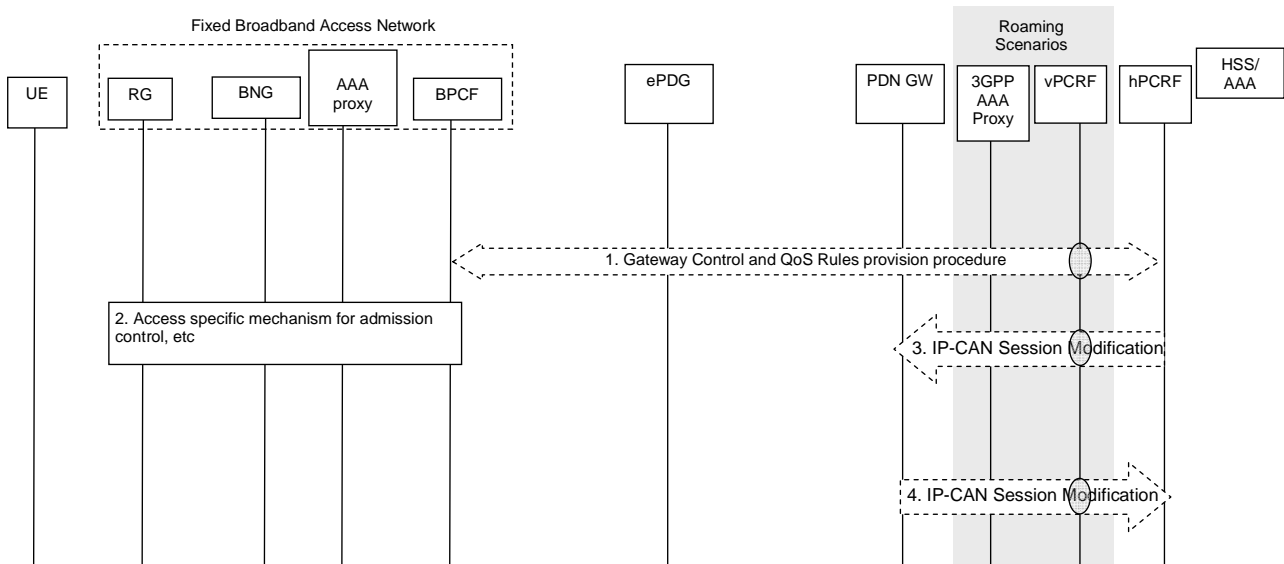 Fixed Broadband Access Network
Roaming
Scenarios
UE
RG
BNG
AAA
proxy
BPCF
ePDG
PDN GW
3GPP
AAA
Proxy
vPCRF
hPCRF
HSS/
AAA
1. Gateway Control and QoS Rules provision procedure
2. Access specific mechanism for admission
control, etc
3. IP-CAN Session Modification
4. IP-CAN Session Modification